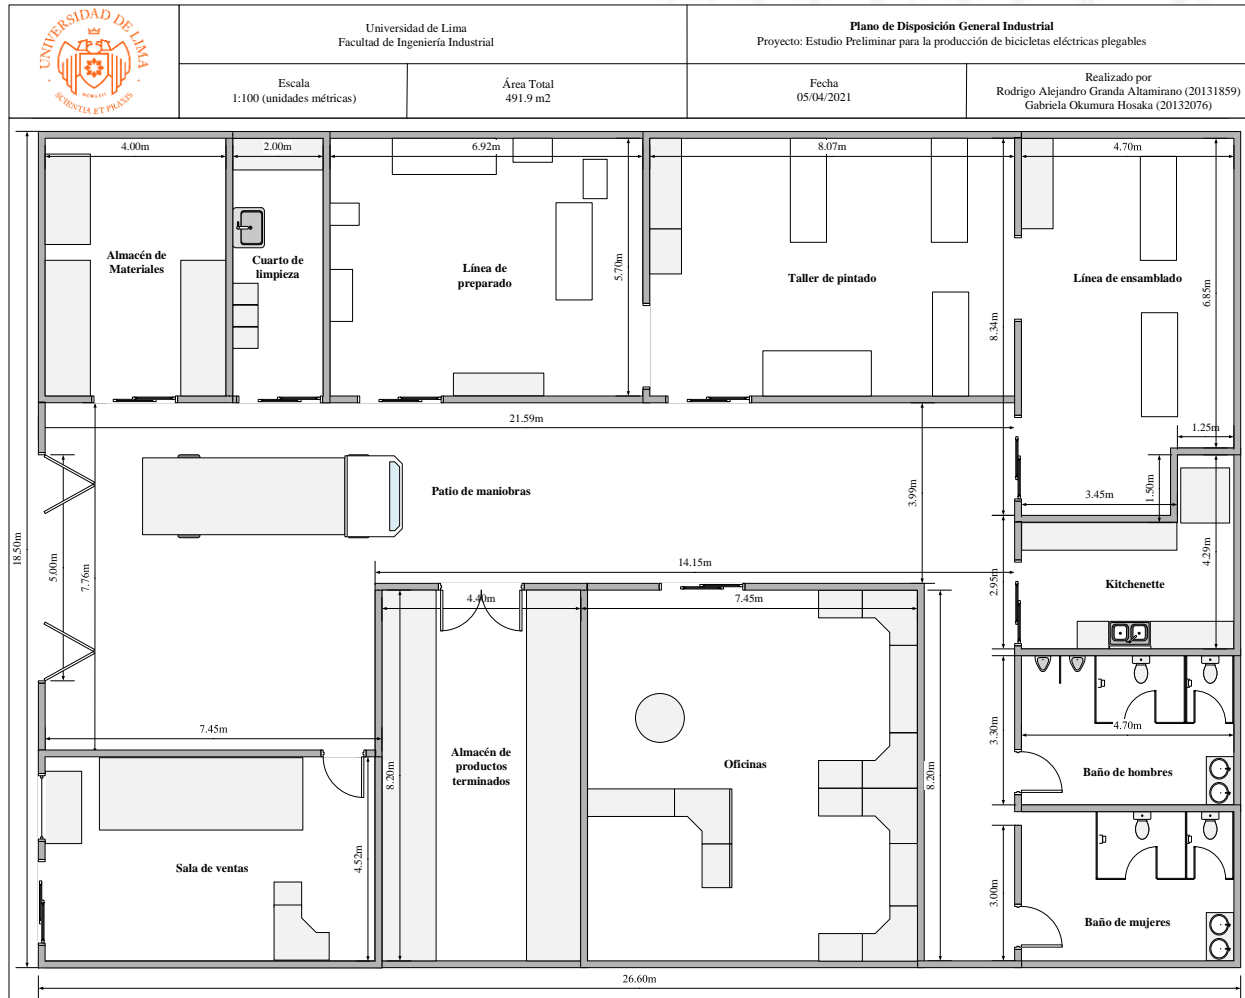 UNIVERSIDAD DE LIMA
SCIENTIA ET PRAXIS
Universidad de Lima
Facultad de Ingeniería Industrial
Plano de Disposición General Industrial
Proyecto: Estudio Preliminar para la producción de bicicletas eléctricas plegables
Escala
1:100 (unidades métricas)
Área Total
491.9 m2
Fecha
05/04/2021
Realizado por
Rodrigo Alejandro Granda Altamirano (20131859)
Gabriela Okumura Hosaka (20132076)
4.00m
2.00m
6.92m
8.07m
4.70m
Almacén de
Materiales
Cuarto de
limpieza
Línea de
preparado
5.70m
Taller de pintado
8.34m
Línea de ensamblado
6.85m
21.59m
1.25m
Patio de maniobras
3.99m
3.45m
1.50m
18.50m
5.00m
7.76m
14.15m
2.95m
4.29m
Kitchenette
4.40m
7.45m
7.45m
3.30m
4.70m
Almacén de
productos
terminados
8.20m
Oficinas
8.20m
Baño de hombres
Sala de ventas
4.52m
3.00m
Baño de mujeres
26.60m